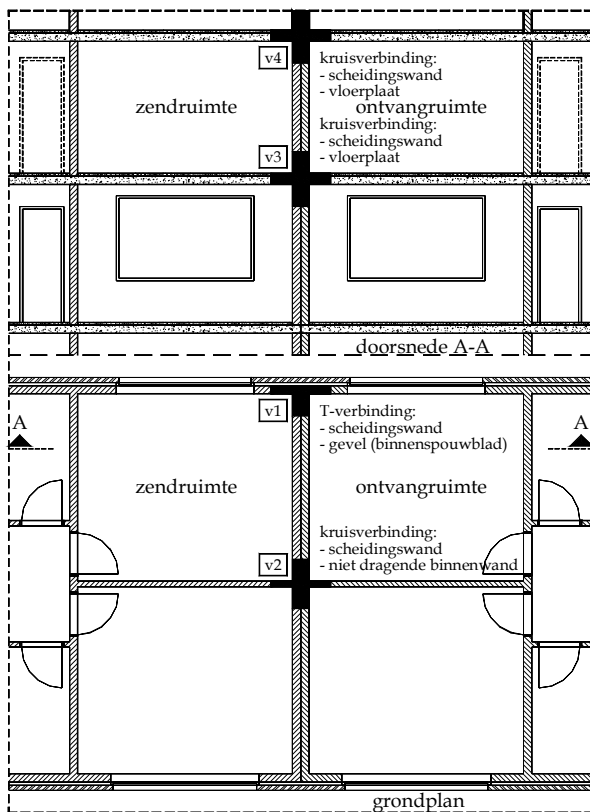 v4
kruisverbinding:
- scheidingswand
- vloerplaat
zendruimte
ontvangruimte
kruisverbinding:
- scheidingswand
- vloerplaat
v3
doorsnede A-A
v1
T-verbinding:
- scheidingswand
- gevel (binnenspouwblad)
A
A
zendruimte
ontvangruimte
kruisverbinding:
- scheidingswand
- niet dragende binnenwand
v2
grondplan